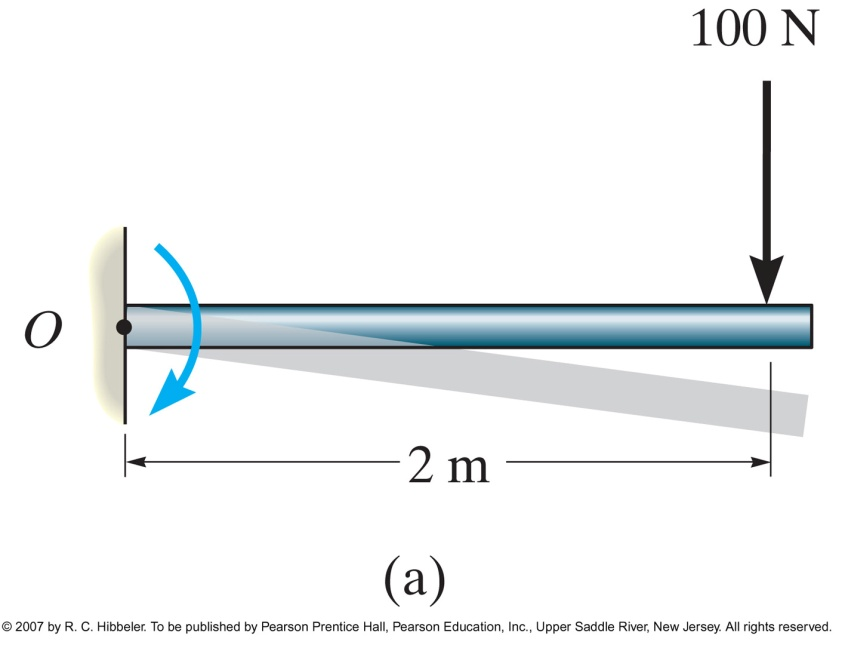 100 N
O
2 m
(a)
© 2007 by R. C. Hibbeler. To be published by Pearson Prentice Hall, Pearson Education, Inc., Upper Saddle River, New Jersey. All rights reserved.